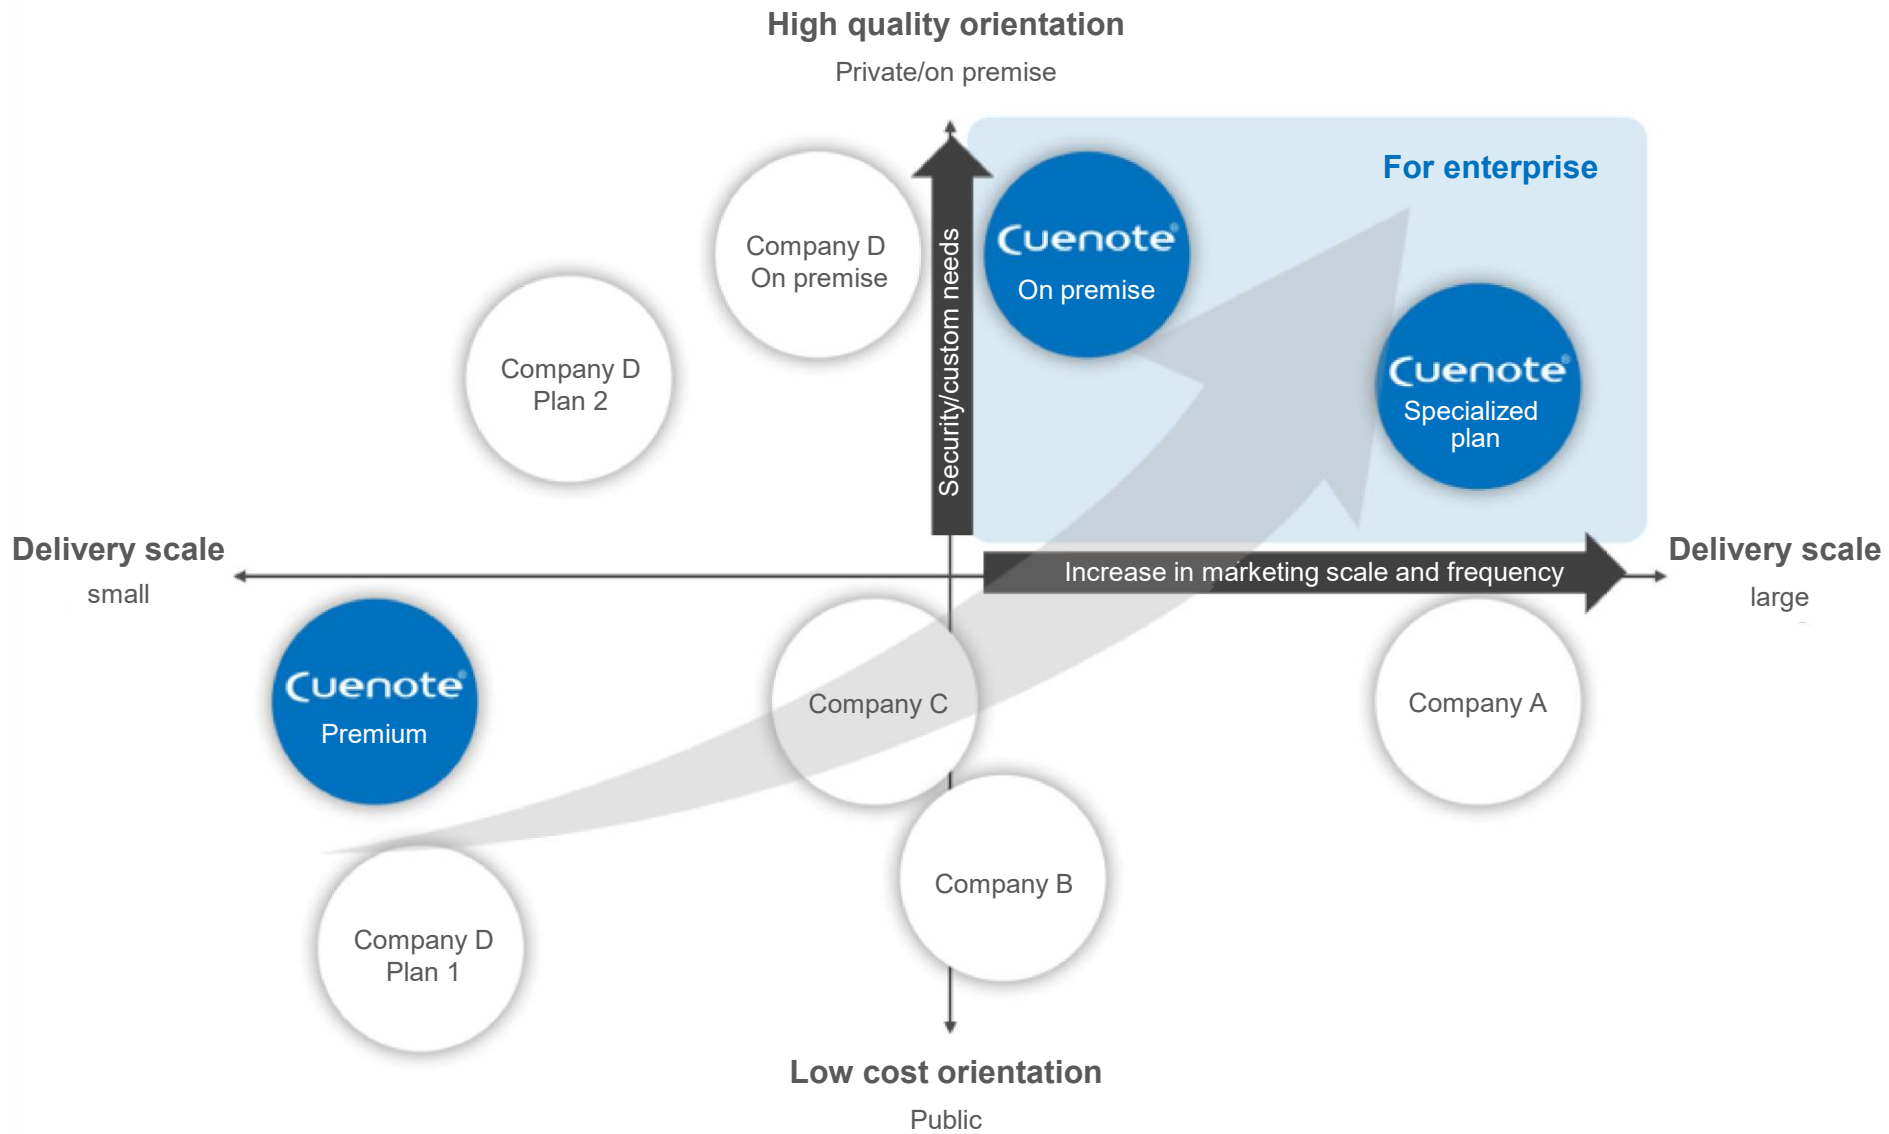 High quality orientation
Private/on premise
For enterprise
Security/custom needs
Company D
On premise
Cuenote®
On premise
Company D
Plan 2
Cuenote®
Specialized
plan
Delivery scale
small
Increase in marketing scale and frequency
Delivery scale
large
Cuenote®
Premium
Company C
Company A
Company B
Company D
Plan 1
Low cost orientation
Public